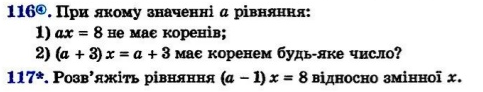 116④. При якому значенні a рівняння:
1) ax = 8 не має коренів;
2) (a + 3) x = a + 3 має коренем будь-яке число?
117*. Розв’яжіть рівняння (a − 1) x = 8 відносно змінної x.